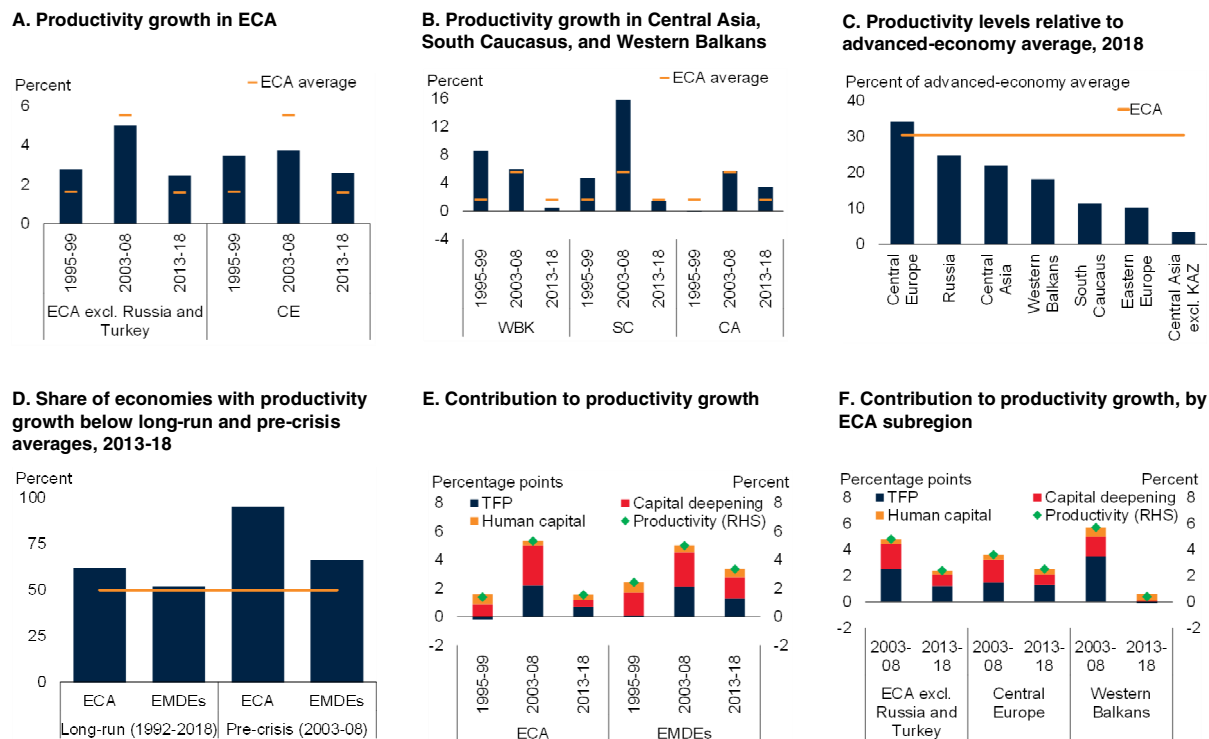 A. Productivity growth in ECA
Percent
ECA average
6
4
2
0
1995-99
2003-08
2013-18
1995-99
2003-08
2013-18
ECA excl. Russia and
Turkey
CE
B. Productivity growth in Central Asia,
South Caucasus, and Western Balkans
Percent
ECA average
16
12
8
4
0
-4
1995-99
2003-08
2013-18
1995-99
2003-08
2013-18
1995-99
2003-08
2013-18
WBK
SC
CA
C. Productivity levels relative to
advanced-economy average, 2018
Percent of advanced-economy average
ECA
40
30
20
10
0
Central
Europe
Russia
Central
Asia
Western
Balkans
South
Caucaus
Eastern
Europe
Central Asia
excl. KAZ
D. Share of economies with productivity
growth below long-run and pre-crisis
averages, 2013-18
Percent
100
75
50
25
0
ECA
EMDEs
ECA
EMDEs
Long-run (1992-2018)
Pre-crisis (2003-08)
E. Contribution to productivity growth
Percentage points
Percent
TFP
Capital deepening
Human capital
Productivity (RHS)
8
6
4
2
0
-2
8
6
4
2
0
-2
1995-99
2003-08
2013-18
1995-99
2003-08
2013-18
ECA
EMDEs
F. Contribution to productivity growth, by
ECA subregion
Percentage points
Percent
TFP
Capital deepening
Human capital
Productivity (RHS)
8
6
4
2
0
-2
8
6
4
2
0
-2
2003-
08
2013-
18
2003-
08
2013-
18
2003-
08
2013-
18
ECA excl.
Russia and
Turkey
Central
Europe
Western
Balkans